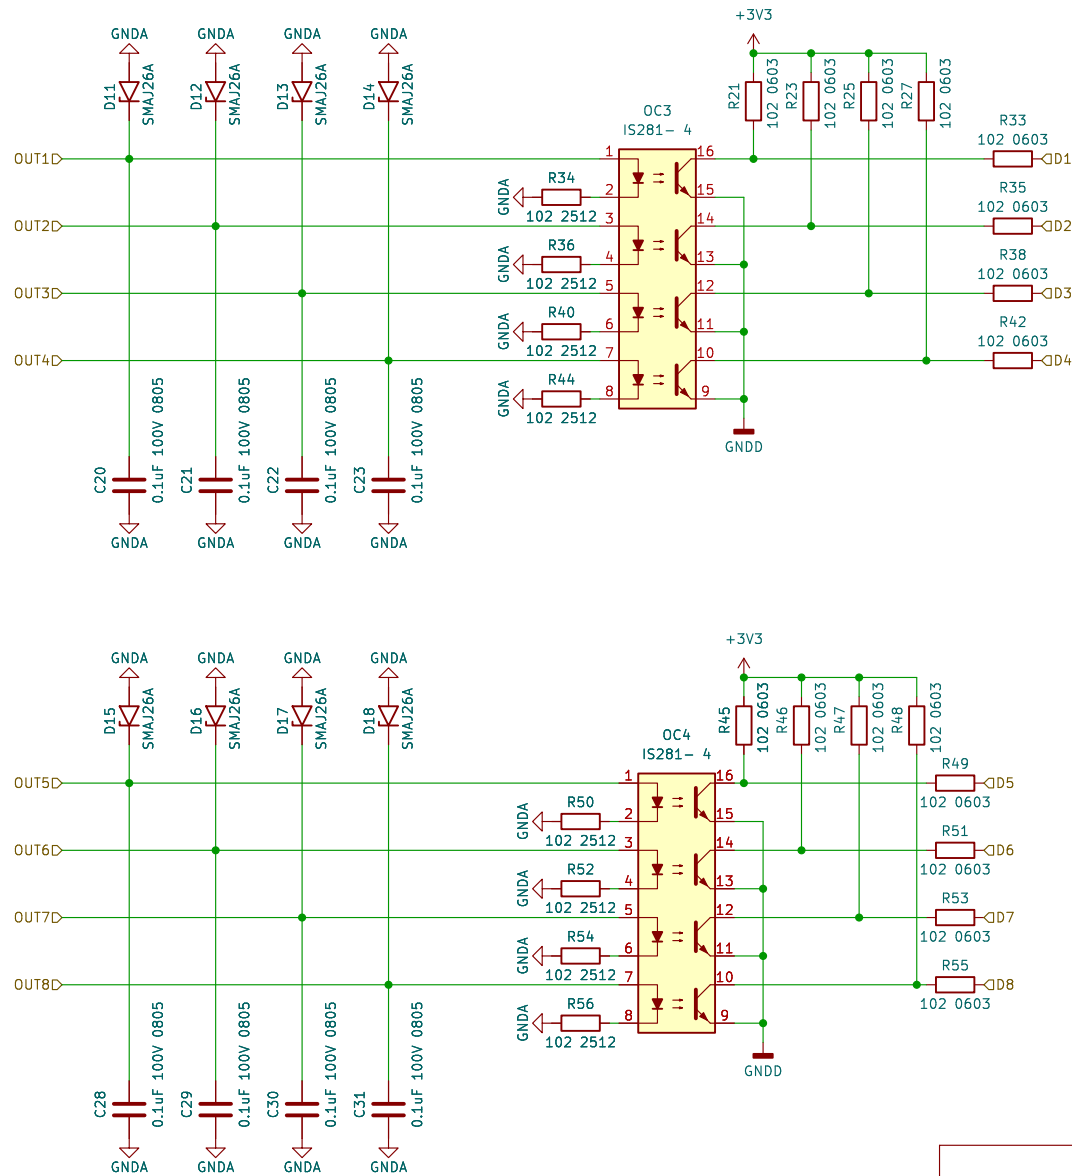 +3V3
GNDA GNDA GNDA GNDA
D11 SMAJ26A D12 SMAJ26A D13 SMAJ26A D14 SMAJ26A
R21 102 0603 R23 102 0603 R25 102 0603 R27 102 0603
OC3
IS281- 4
R33
102 0603
OUT1 1 16 D1
GNDA R34 2 15
102 2512
R35
102 0603
OUT2 3 14 D2
GNDA R36 4 13
102 2512
R38
102 0603
OUT3 5 12 D3
GNDA R40 6 11
102 2512
R42
102 0603
OUT4 7 10 D4
GNDA R44 8 9
102 2512
GNDD
C20 0.1uF 100V 0805 C21 0.1uF 100V 0805 C22 0.1uF 100V 0805 C23 0.1uF 100V 0805
GNDA GNDA GNDA GNDA
+3V3
GNDA GNDA GNDA GNDA
D15 SMAJ26A D16 SMAJ26A D17 SMAJ26A D18 SMAJ26A
R45 102 0603 R46 102 0603 R47 102 0603 R48 102 0603
OC4
IS281- 4
R49
OUT5 1 16 D5
102 0603
GNDA R50 2 15
102 2512
R51
OUT6 3 14 D6
102 0603
GNDA R52 4 13
102 2512
R53
OUT7 5 12 D7
102 0603
GNDA R54 6 11
102 2512
R55
OUT8 7 10 D8
102 0603
GNDA R56 8 9
102 2512
GNDD
C28 0.1uF 100V 0805 C29 0.1uF 100V 0805 C30 0.1uF 100V 0805 C31 0.1uF 100V 0805
GNDA GNDA GNDA GNDA